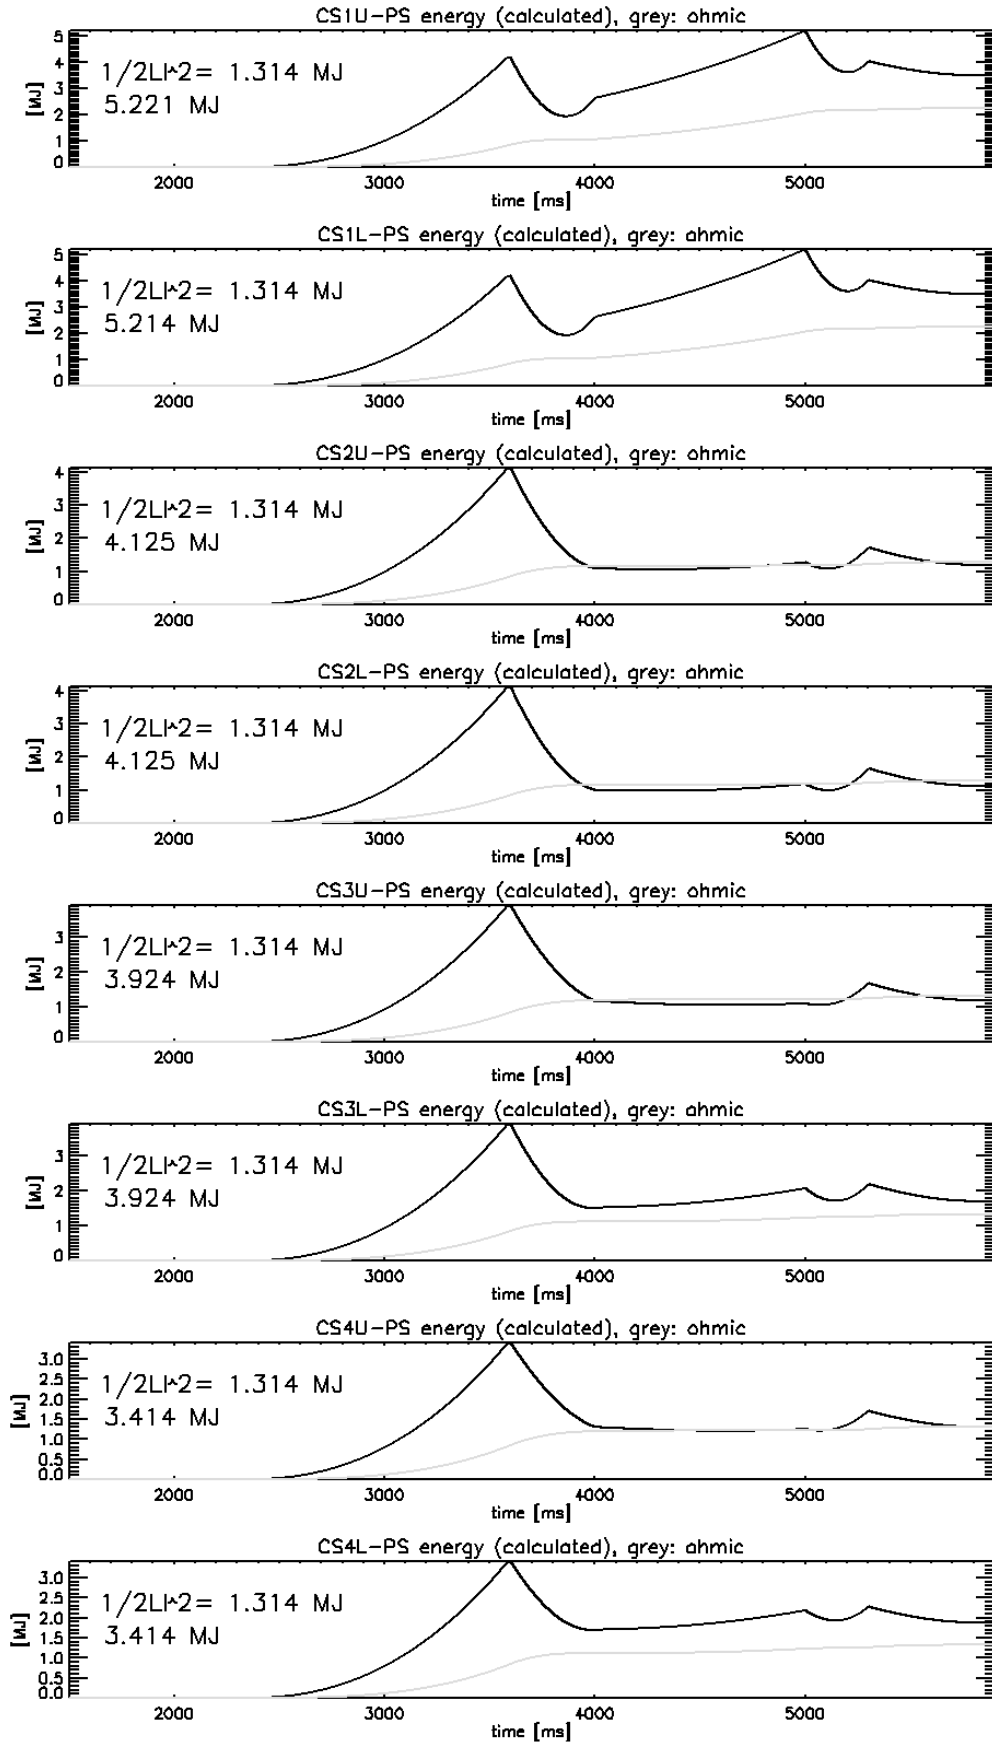 CS1U-PS energy (calculated), grey: ohmic
5
4
3
2
1
0
[MJ]
1/2LI^2= 1.314 MJ
5.221 MJ
2000 3000 4000 5000
time [ms]
CS1L-PS energy (calculated), grey: ohmic
5
4
3
2
1
0
[MJ]
1/2LI^2= 1.314 MJ
5.214 MJ
2000 3000 4000 5000
time [ms]
CS2U-PS energy (calculated), grey: ohmic
4
3
2
1
0
[MJ]
1/2LI^2= 1.314 MJ
4.125 MJ
2000 3000 4000 5000
time [ms]
CS2L-PS energy (calculated), grey: ohmic
4
3
2
1
0
[MJ]
1/2LI^2= 1.314 MJ
4.125 MJ
2000 3000 4000 5000
time [ms]
CS3U-PS energy (calculated), grey: ohmic
3
2
1
0
[MJ]
1/2LI^2= 1.314 MJ
3.924 MJ
2000 3000 4000 5000
time [ms]
CS3L-PS energy (calculated), grey: ohmic
3
2
1
0
[MJ]
1/2LI^2= 1.314 MJ
3.924 MJ
2000 3000 4000 5000
time [ms]
CS4U-PS energy (calculated), grey: ohmic
3.0
2.5
2.0
1.5
1.0
0.5
0.0
[MJ]
1/2LI^2= 1.314 MJ
3.414 MJ
2000 3000 4000 5000
time [ms]
CS4L-PS energy (calculated), grey: ohmic
3.0
2.5
2.0
1.5
1.0
0.5
0.0
[MJ]
1/2LI^2= 1.314 MJ
3.414 MJ
2000 3000 4000 5000
time [ms]